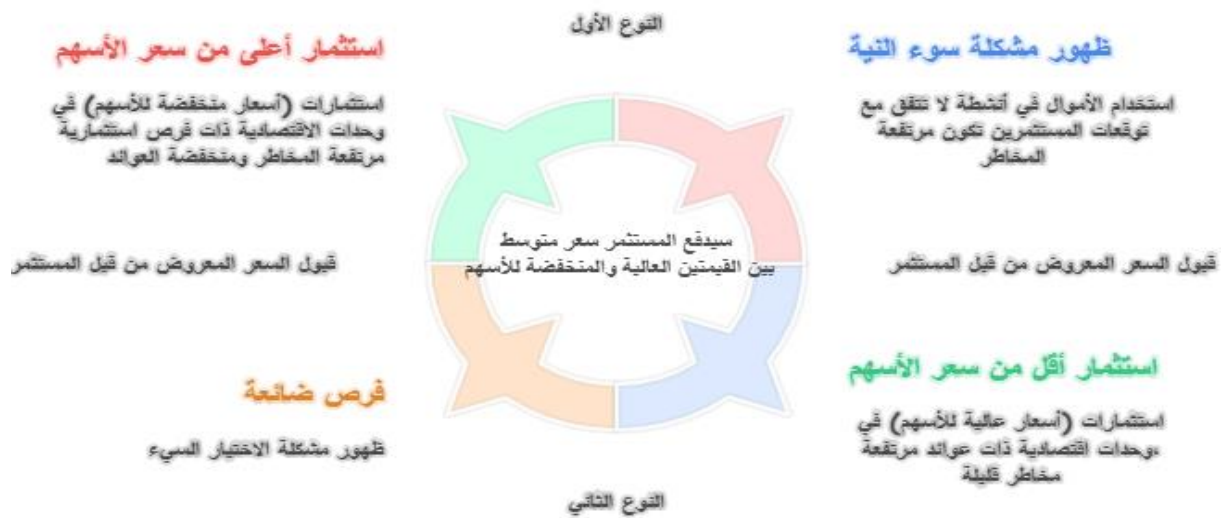 النوع الأول
ظهور مشكلة سوء النية
استخدام الأموال في أنشطة لا تتفق مع
توقعات المستثمرين تكون مرتفعة
المخاطر
استثمار أعلى من سعر الأسهم
استثمارات (أسعار منخفضة للأسهم) في
وحدات الاقتصادية ذات فرص استثمارية
مرتفعة المخاطر ومنخفضة العوائد
سيدفع المستثمر سعر متوسط
بين القيمتين العالية والمنخفضة للأسهم
قبول السعر المعروض من قبل المستثمر
قبول السعر المعروض من قبل المستثمر
استثمار أقل من سعر الأسهم
استثمارات (أسعار عالية للأسهم) في
وحدات اقتصادية ذات عوائد مرتفعة،
مخاطر قليلة
فرص ضائعة
ظهور مشكلة الاختيار السيء
النوع الثاني